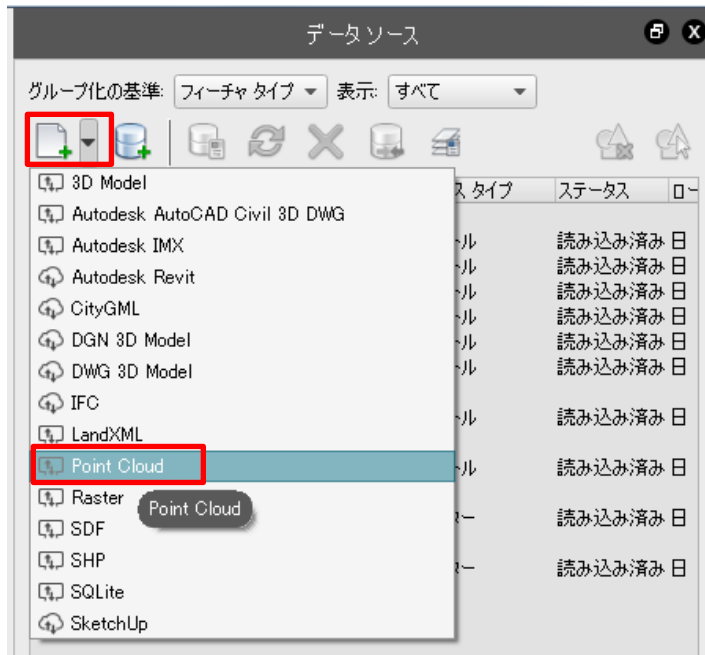 データ ソース
グループ化の基準: フィーチャ タイプ 表示: すべて
ス タイプ ステータス ロー
3D Model
Autodesk AutoCAD Civil 3D DWG
Autodesk IMX
Autodesk Revit
CityGML
DGN 3D Model
DWG 3D Model
IFC
LandXML
Point Cloud
Raster
Point Cloud
SDF
SHP
SQLite
SketchUp
ール 読み込み済み 日
ール 読み込み済み 日
ール 読み込み済み 日
ール 読み込み済み 日
ール 読み込み済み 日
ール 読み込み済み 日
ール 読み込み済み 日
ール 読み込み済み 日
ター 読み込み済み 日
ター 読み込み済み 日